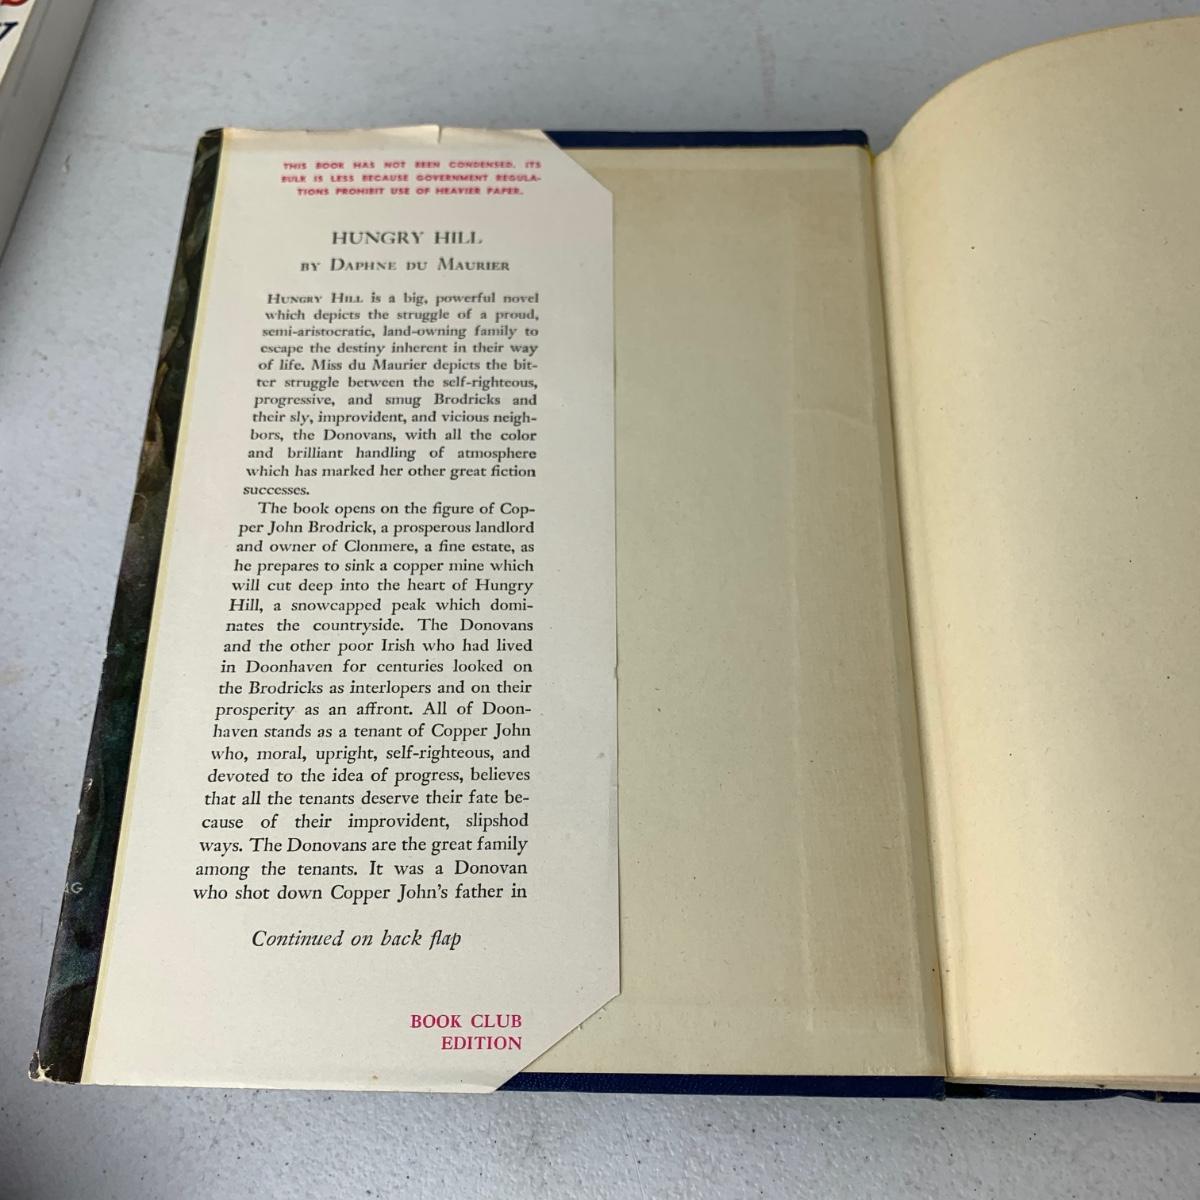 THIS BOOK HAS NOT BEEN CONDENSED. ITS
BULK IS LESS BECAUSE GOVERNMENT REGULA-
TIONS PROHIBIT USE OF HEAVIER PAPER.
HUNGRY HILL
BY DAPHNE DU MAURIER
HUNGRY HILL is a big, powerful novel
which depicts the struggle of a proud,
semi-aristocratic, land-owning family to
escape the destiny inherent in their way
of life. Miss du Maurier depicts the bit-
ter struggle between the self-righteous,
progressive, and smug Brodricks and
their sly, improvident, and vicious neigh-
bors, the Donovans, with all the color
and brilliant handling of atmosphere
which has marked her other great fiction
successes.
The book opens on the figure of Cop-
per John Brodrick, a prosperous landlord
and owner of Clonmere, a fine estate, as
he prepares to sink a copper mine which
will cut deep into the heart of Hungry
Hill, a snowcapped peak which domi-
nates the countryside. The Donovans
and the other poor Irish who had lived
in Doonhaven for centuries looked on
the Brodricks as interlopers and on their
prosperity as an affront. All of Doon-
haven stands as a tenant of Copper John
who, moral, upright, self-righteous, and
devoted to the idea of progress, believes
that all the tenants deserve their fate be-
cause of their improvident, slipshod
ways. The Donovans are the great family
among the tenants. It was a Donovan
who shot down Copper John's father in
Continued on back flap
BOOK CLUB
EDITION